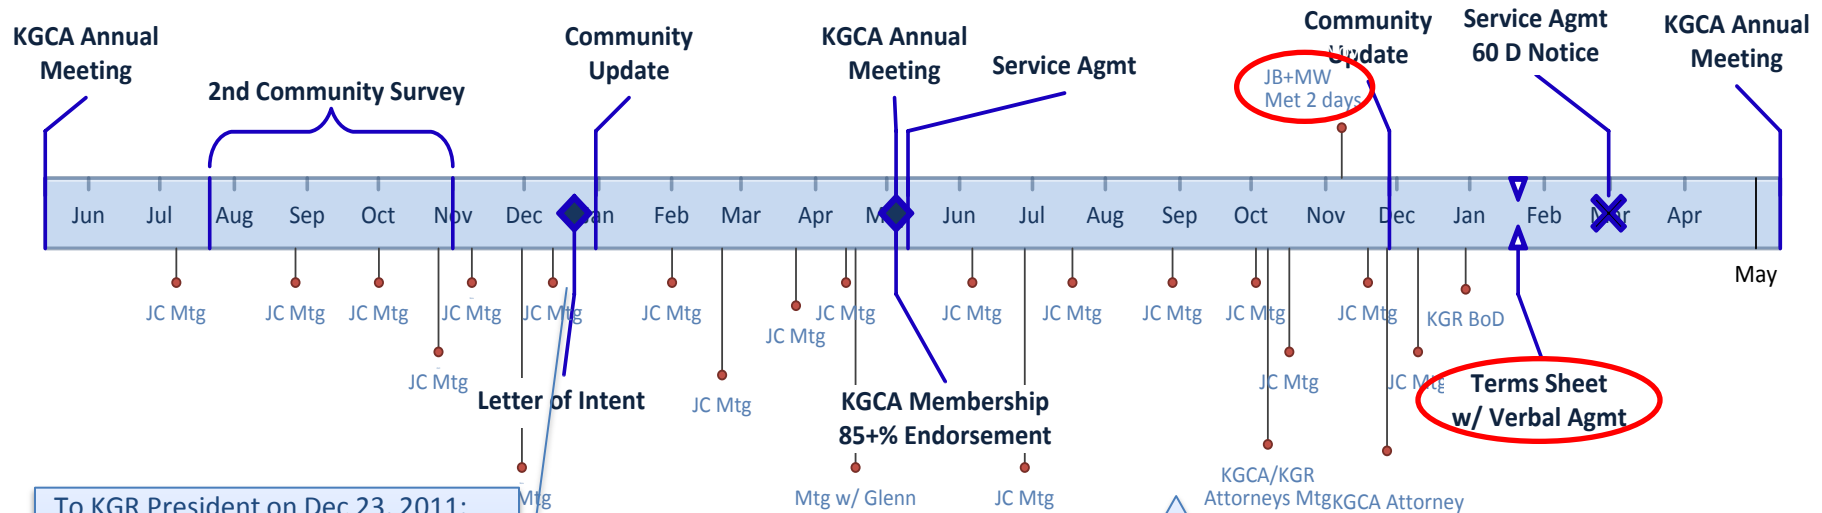 KGCA Annual
Meeting
2nd Community Survey
Community
Update
KGCA Annual
Meeting
Service Agmt
JB+MW
Met 2 days
Community
Update
Service Agmt
60 D Notice
KGCA Annual
Meeting
Jun Jul Aug Sep Oct Nov Dec Jan Feb Mar Apr May Jun Jul Aug Sep Oct Nov Dec Jan Feb Mar Apr
May
JC Mtg
JC Mtg
JC Mtg
JC Mtg
JC Mtg
JC Mtg
JC Mtg
JC Mtg
JC Mtg
JC Mtg
JC Mtg
JC Mtg
JC Mtg
JC Mtg
KGR BoD
JC Mtg
JC Mtg
JC Mtg
JC Mtg
Letter of Intent
KGCA Membership
85+% Endorsement
Terms Sheet
w/ Verbal Agmt
To KGR President on Dec 23, 2011:
Mtg
Mtg w/ Glenn
JC Mtg
KGCA/KGR
Attorneys Mtg
KGCA Attorney